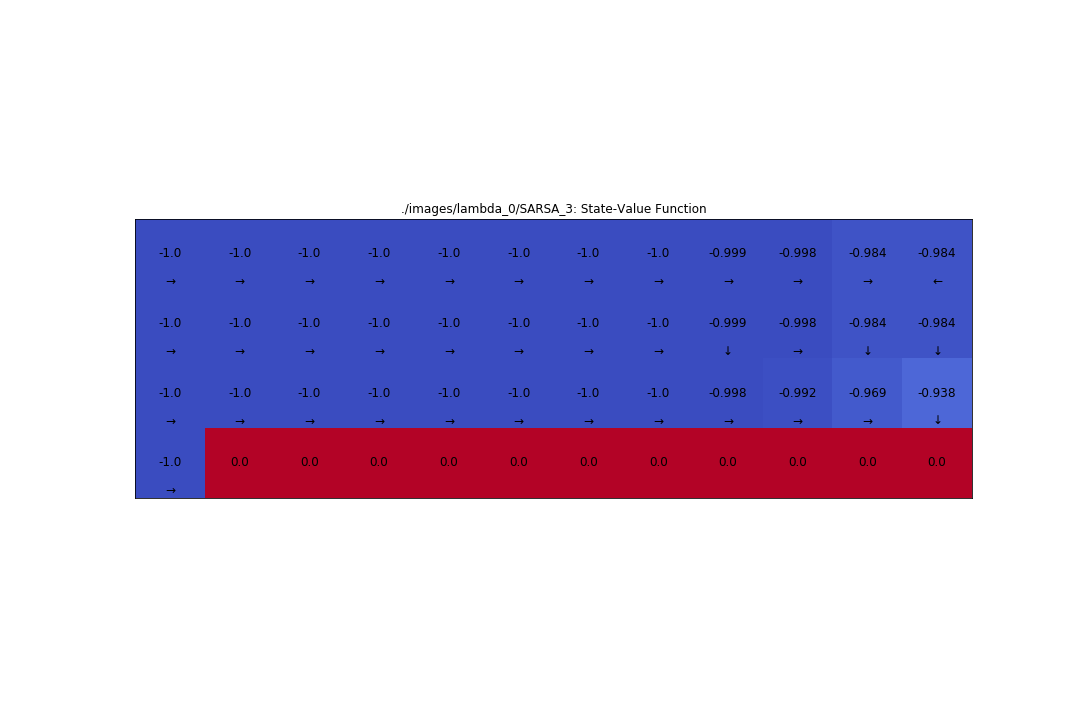 ./images/lambda_0/SARSA_3: State-Value Function
-1.0 -1.0 -1.0 -1.0 -1.0 -1.0 -1.0 -1.0 -0.999 -0.998 -0.984 -0.984
→ → → → → → → → → → → ←
-1.0 -1.0 -1.0 -1.0 -1.0 -1.0 -1.0 -1.0 -0.999 -0.998 -0.984 -0.984
→ → → → → → → → ↓ → ↓ ↓
-1.0 -1.0 -1.0 -1.0 -1.0 -1.0 -1.0 -1.0 -0.998 -0.992 -0.969 -0.938
→ → → → → → → → → → → ↓
-1.0 0.0 0.0 0.0 0.0 0.0 0.0 0.0 0.0 0.0 0.0 0.0
→